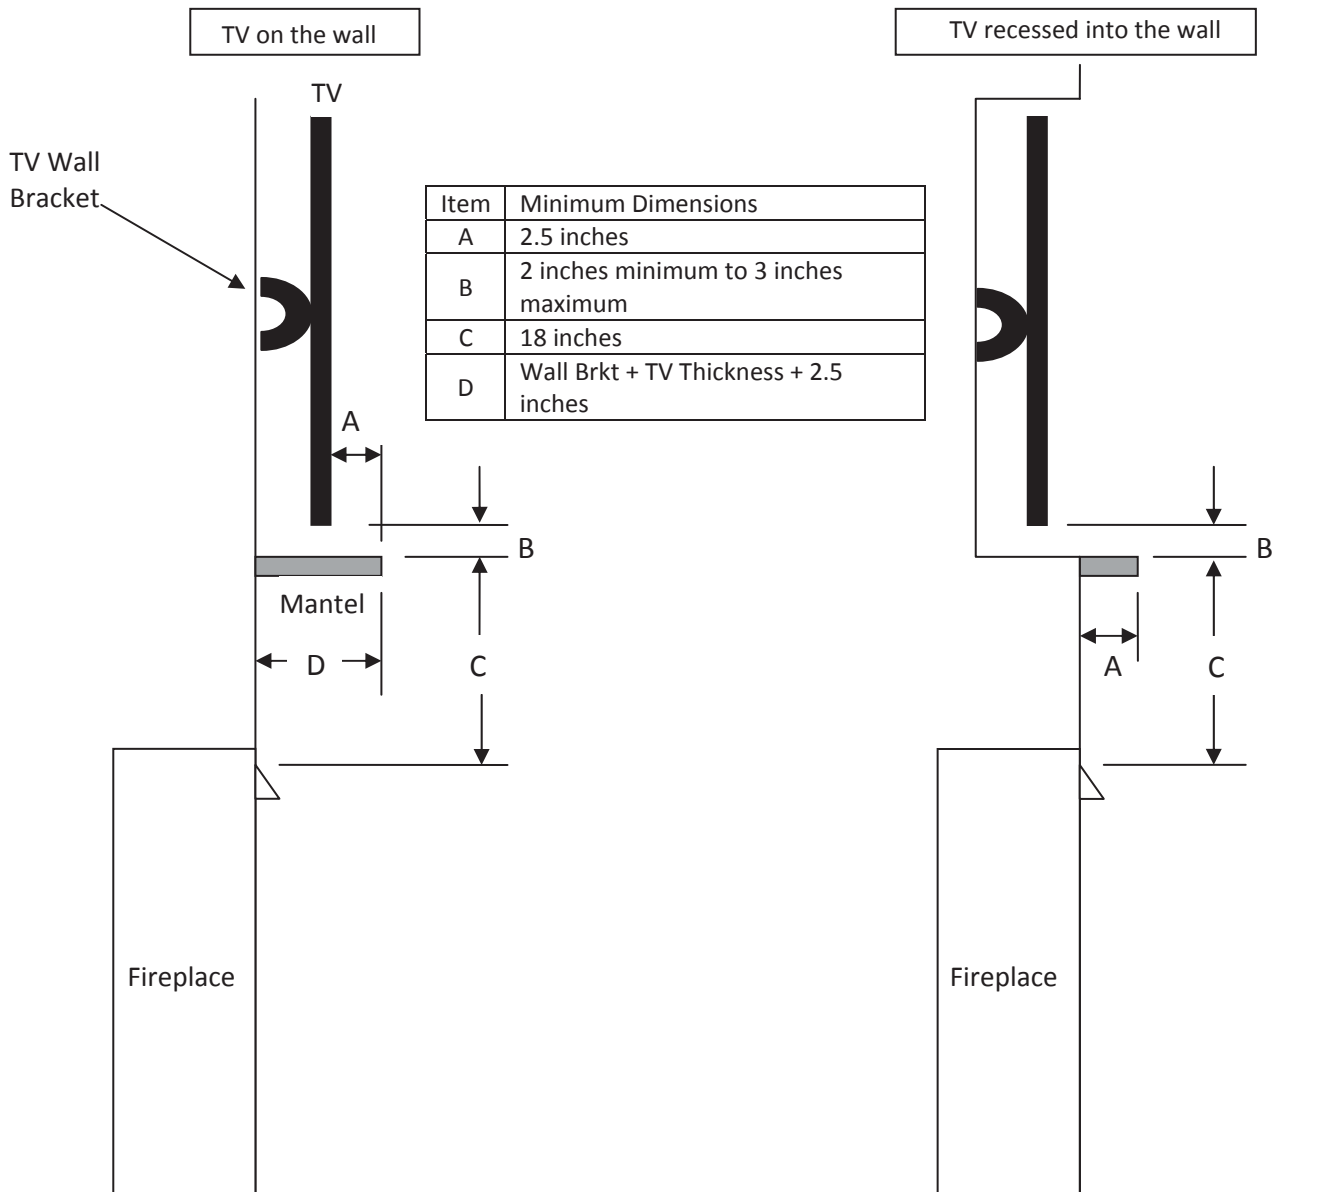 TV on the wall
TV recessed into the wall
TV
TV Wall
Bracket
Item Minimum Dimensions
A 2.5 inches
B 2 inches minimum to 3 inches
maximum
C 18 inches
D Wall Brkt + TV Thickness + 2.5
inches
A
B
Mantel
D
C
Fireplace
B
A
C
Fireplace